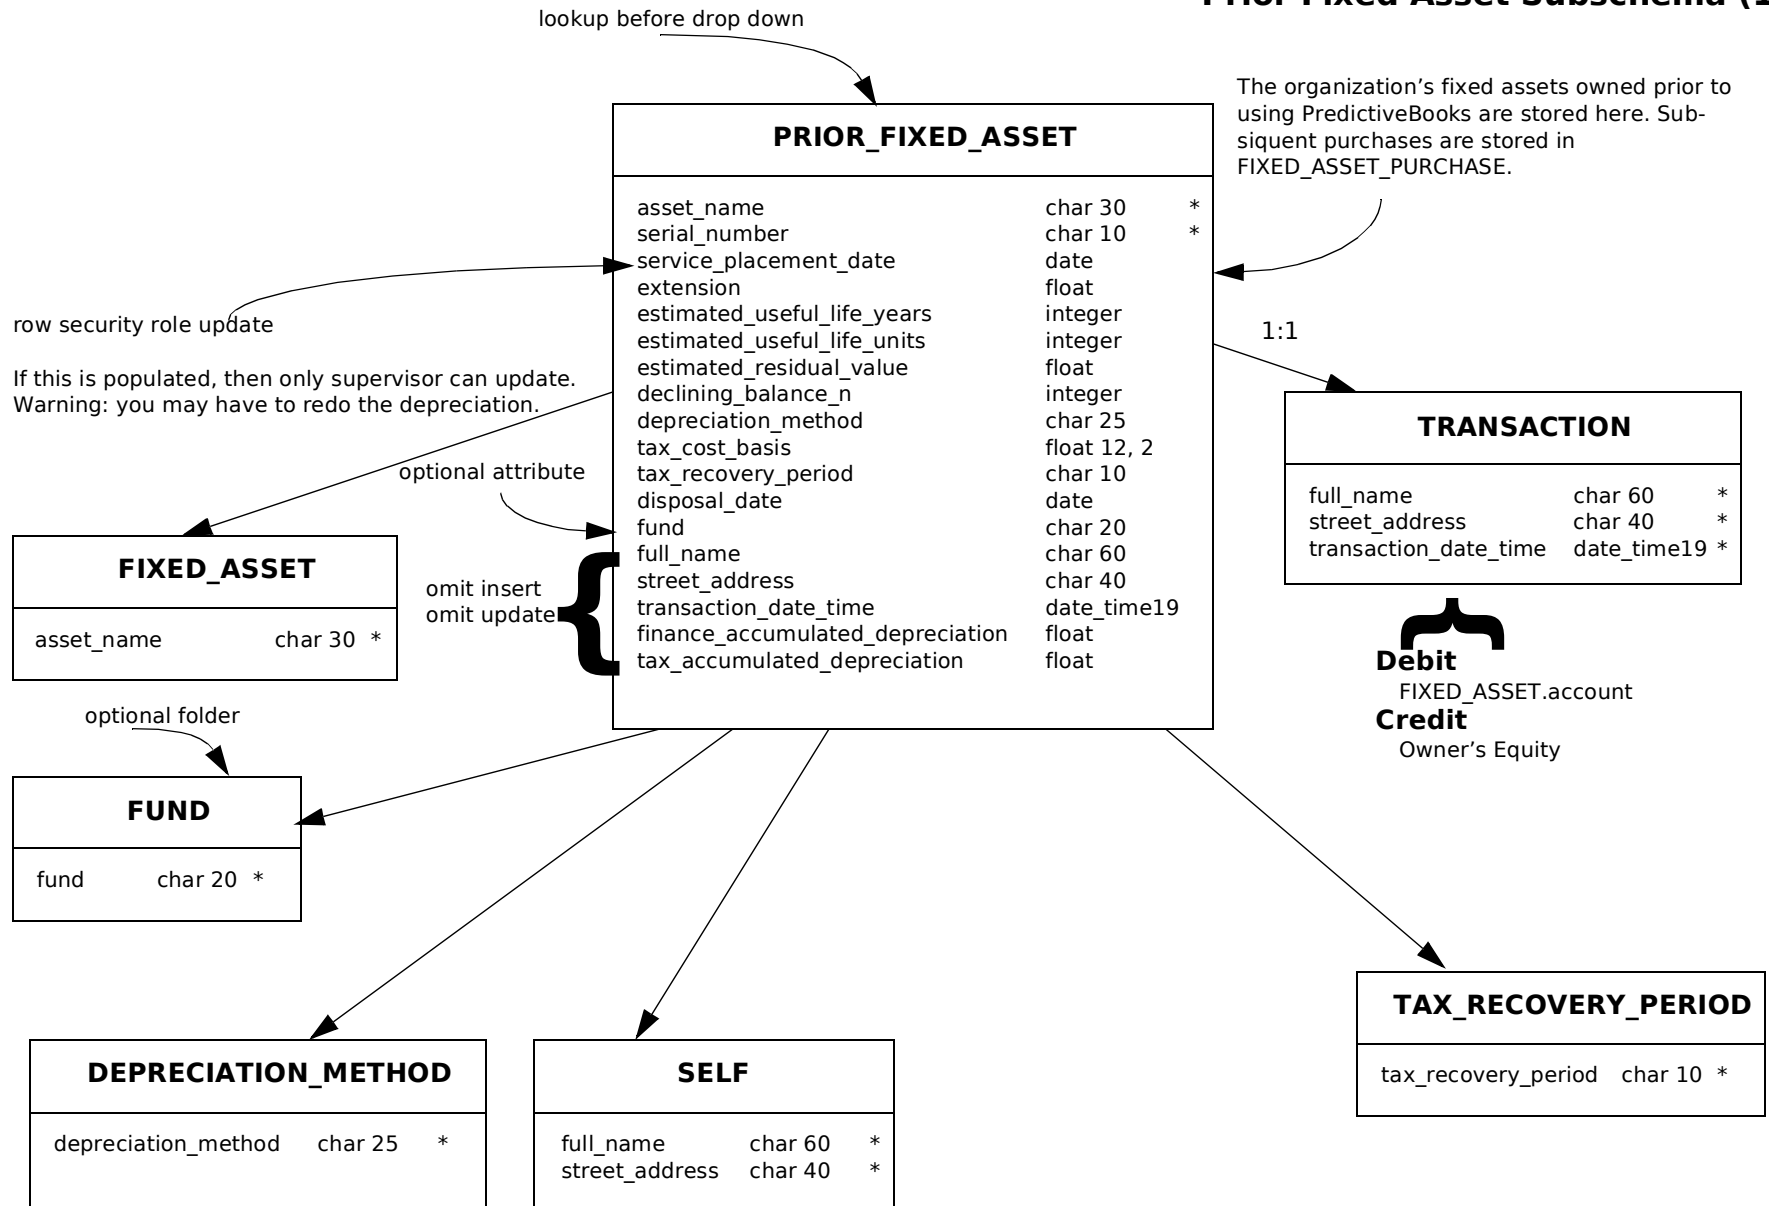 lookup before drop down
Prior Fixed Asset Subschema (1
The organization’s fixed assets owned prior to
using PredictiveBooks are stored here. Sub-
siquent purchases are stored in
FIXED_ASSET_PURCHASE.
PRIOR_FIXED_ASSET
asset_name char 30 *
serial_number char 10 *
service_placement_date date
extension float
estimated_useful_life_years integer
estimated_useful_life_units integer
estimated_residual_value float
declining_balance_n integer
depreciation_method char 25
tax_cost_basis float 12, 2
tax_recovery_period char 10
disposal_date date
fund char 20
full_name char 60
street_address char 40
transaction_date_time date_time19
finance_accumulated_depreciation float
tax_accumulated_depreciation float
row security role update
If this is populated, then only supervisor can update.
Warning: you may have to redo the depreciation.
optional attribute
omit insert
omit update
{
1:1
TRANSACTION
full_name char 60 *
street_address char 40 *
transaction_date_time date_time19 *
{
Debit
FIXED_ASSET.account
Credit
Owner’s Equity
FIXED_ASSET
asset_name char 30 *
optional folder
FUND
fund char 20 *
DEPRECIATION_METHOD
depreciation_method char 25 *
SELF
full_name char 60 *
street_address char 40 *
TAX_RECOVERY_PERIOD
tax_recovery_period char 10 *